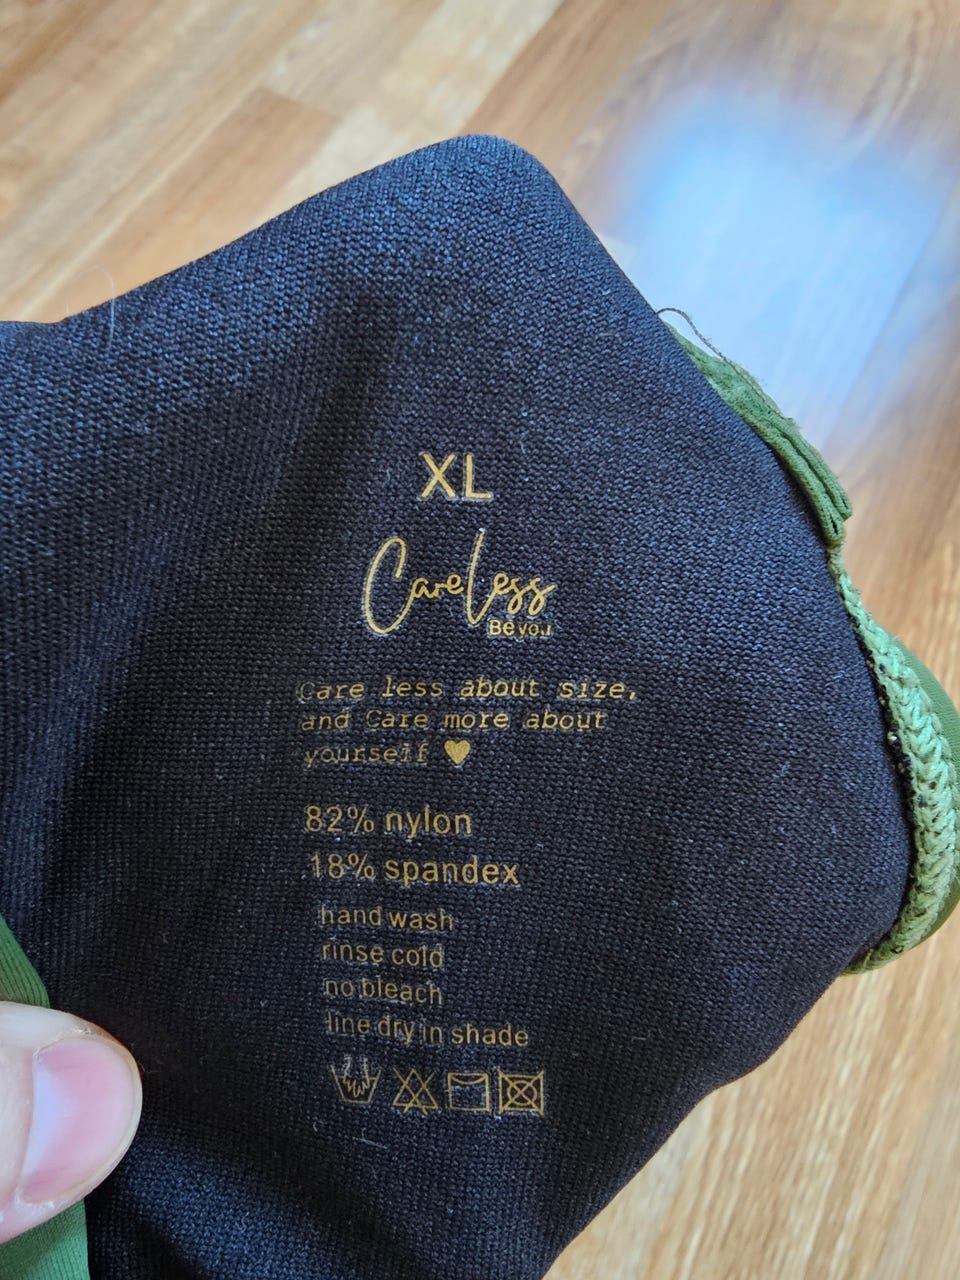 XL
CareLess
Be you
Care less about size,
and Care more about
yourself ♥
82% nylon
18% spandex
hand wash
rinse cold
no bleach
line dry in shade